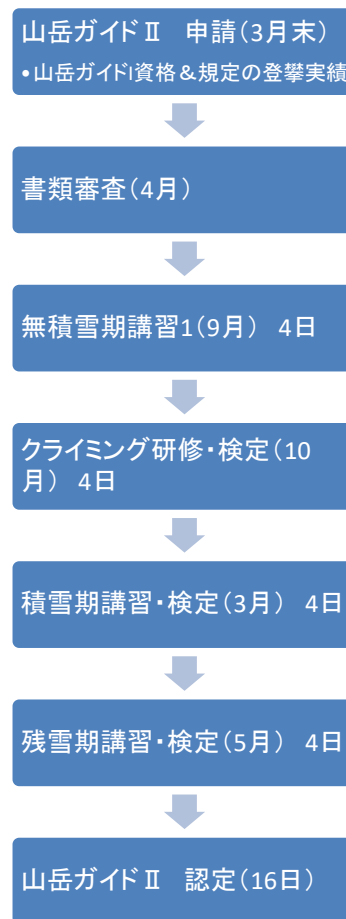 山岳ガイドⅡ　申請(3月末)
•山岳ガイドI資格＆規定の登攀実績
書類審査(4月)
無積雪期講習1(9月)　4日
クライミング研修・検定(10
月)　4日
積雪期講習・検定(3月)　4日
残雪期講習・検定(5月)　4日
山岳ガイドⅡ　認定(16日)